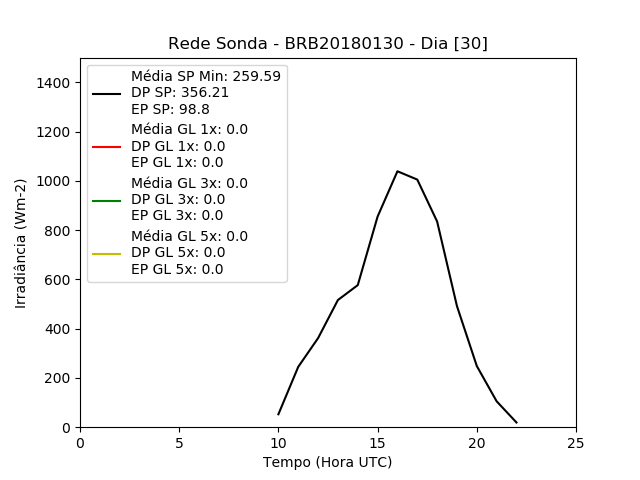 Rede Sonda - BRB20180130 - Dia [30]
Média SP Min: 259.59
DP SP: 356.21
EP SP: 98.8
Média GL 1x: 0.0
DP GL 1x: 0.0
EP GL 1x: 0.0
Média GL 3x: 0.0
DP GL 3x: 0.0
EP GL 3x: 0.0
Média GL 5x: 0.0
DP GL 5x: 0.0
EP GL 5x: 0.0
Irradiância (Wm-2)
1400
1200
1000
800
600
400
200
0
0 5 10 15 20 25
Tempo (Hora UTC)